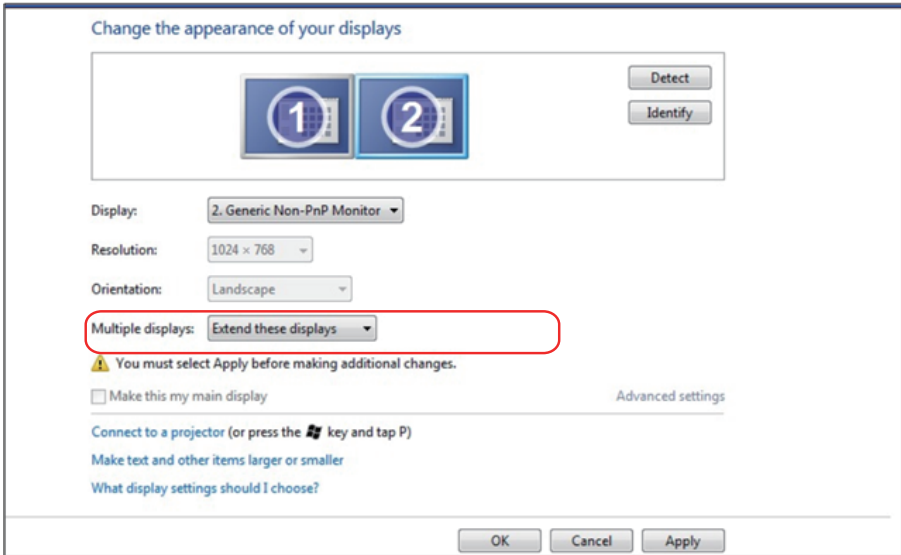 Change the appearance of your displays
1 2
Detect
Identify
Display: 2. Generic Non-PnP Monitor
Resolution: 1024 × 768
Orientation: Landscape
Multiple displays: Extend these displays
You must select Apply before making additional changes.
Make this my main display Advanced settings
Connect to a projector (or press the key and tap P)
Make text and other items larger or smaller
What display settings should I choose?
OK Cancel Apply